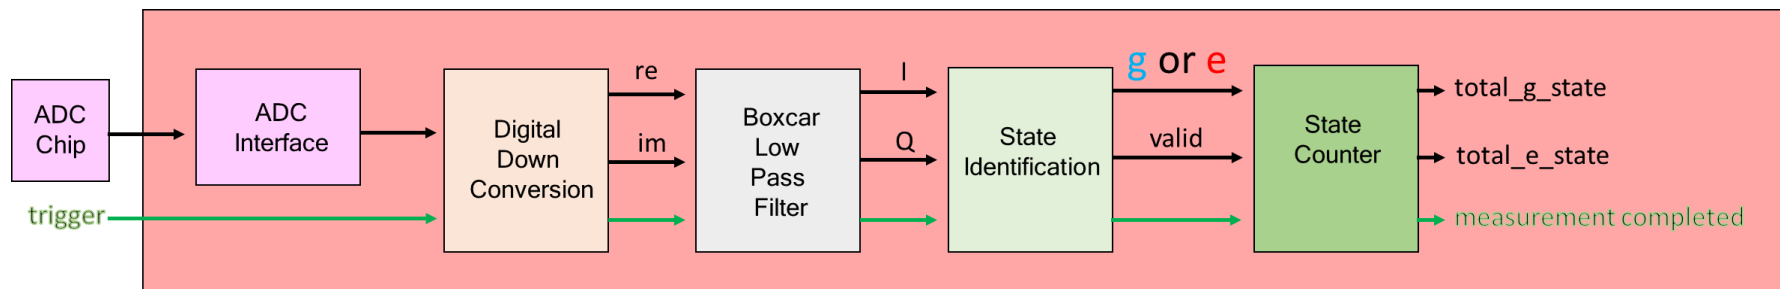 ADC
Chip
trigger
ADC
Interface
Digital
Down
Conversion
re
im
Boxcar
Low
Pass
Filter
I
Q
State
Identification
g or e
valid
State
Counter
total_g_state
total_e_state
measurement completed